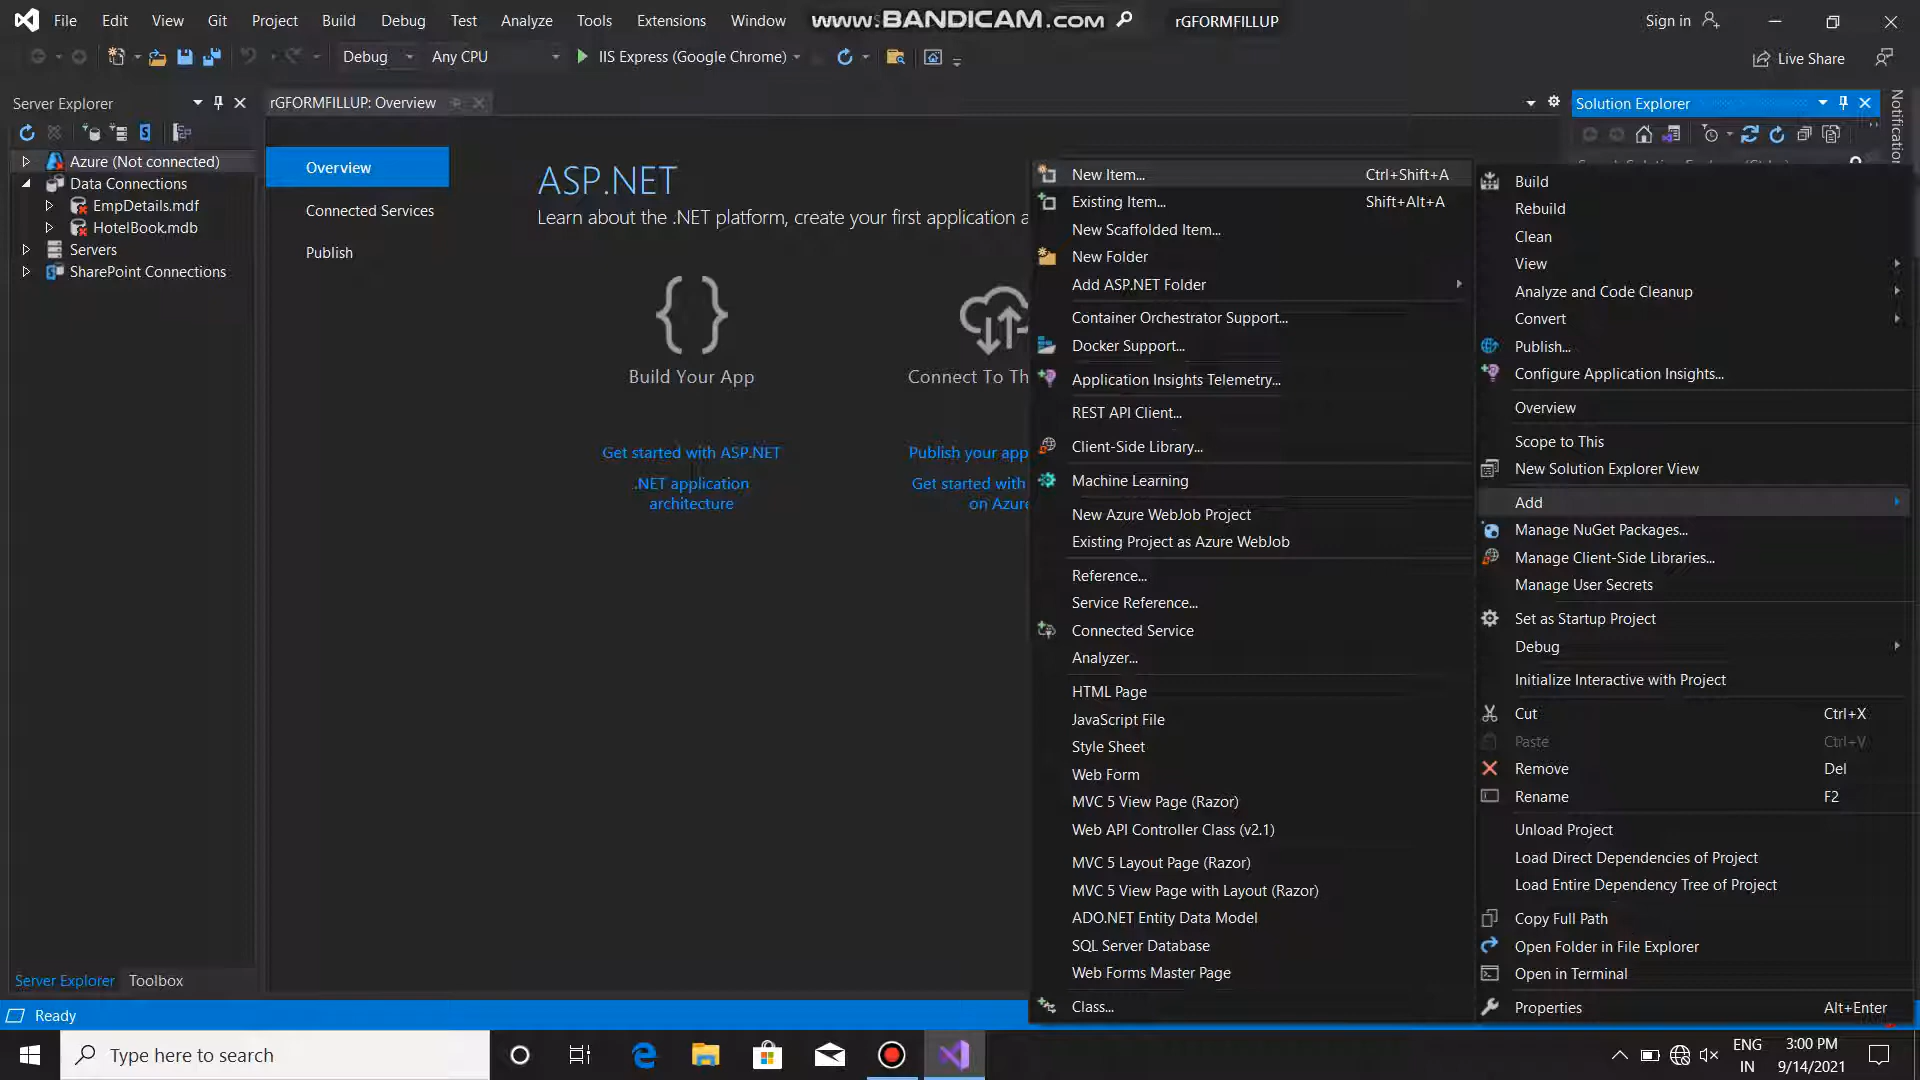 File Edit View Git Project Build Debug Test Analyze Tools Extensions Window www.BANDICAM.com rGFORMFILLUP Sign in
Debug Any CPU IIS Express (Google Chrome) Live Share
Server Explorer
Azure (Not connected)
Data Connections
EmpDetails.mdf
HotelBook.mdb
Servers
SharePoint Connections
Server Explorer Toolbox
rGFORMFILLUP: Overview
Overview
Connected Services
Publish
ASP.NET
Learn about the .NET platform, create your first application a
Build Your App
Get started with ASP.NET
.NET application
architecture
Connect To Th
Publish your app
Get started with
on Azure
New Item... Ctrl+Shift+A
Existing Item... Shift+Alt+A
New Scaffolded Item...
New Folder
Add ASP.NET Folder
Container Orchestrator Support...
Docker Support...
Application Insights Telemetry...
REST API Client...
Client-Side Library...
Machine Learning
New Azure WebJob Project
Existing Project as Azure WebJob
Reference...
Service Reference...
Connected Service
Analyzer...
HTML Page
JavaScript File
Style Sheet
Web Form
MVC 5 View Page (Razor)
Web API Controller Class (v2.1)
MVC 5 Layout Page (Razor)
MVC 5 View Page with Layout (Razor)
ADO.NET Entity Data Model
SQL Server Database
Web Forms Master Page
Class...
Solution Explorer
Build
Rebuild
Clean
View
Analyze and Code Cleanup
Convert
Publish...
Configure Application Insights...
Overview
Scope to This
New Solution Explorer View
Add
Manage NuGet Packages...
Manage Client-Side Libraries...
Manage User Secrets
Set as Startup Project
Debug
Initialize Interactive with Project
Cut Ctrl+X
Paste Ctrl+V
Remove Del
Rename F2
Unload Project
Load Direct Dependencies of Project
Load Entire Dependency Tree of Project
Copy Full Path
Open Folder in File Explorer
Open in Terminal
Properties Alt+Enter
Ready
Type here to search
ENG
IN
3:00 PM
9/14/2021